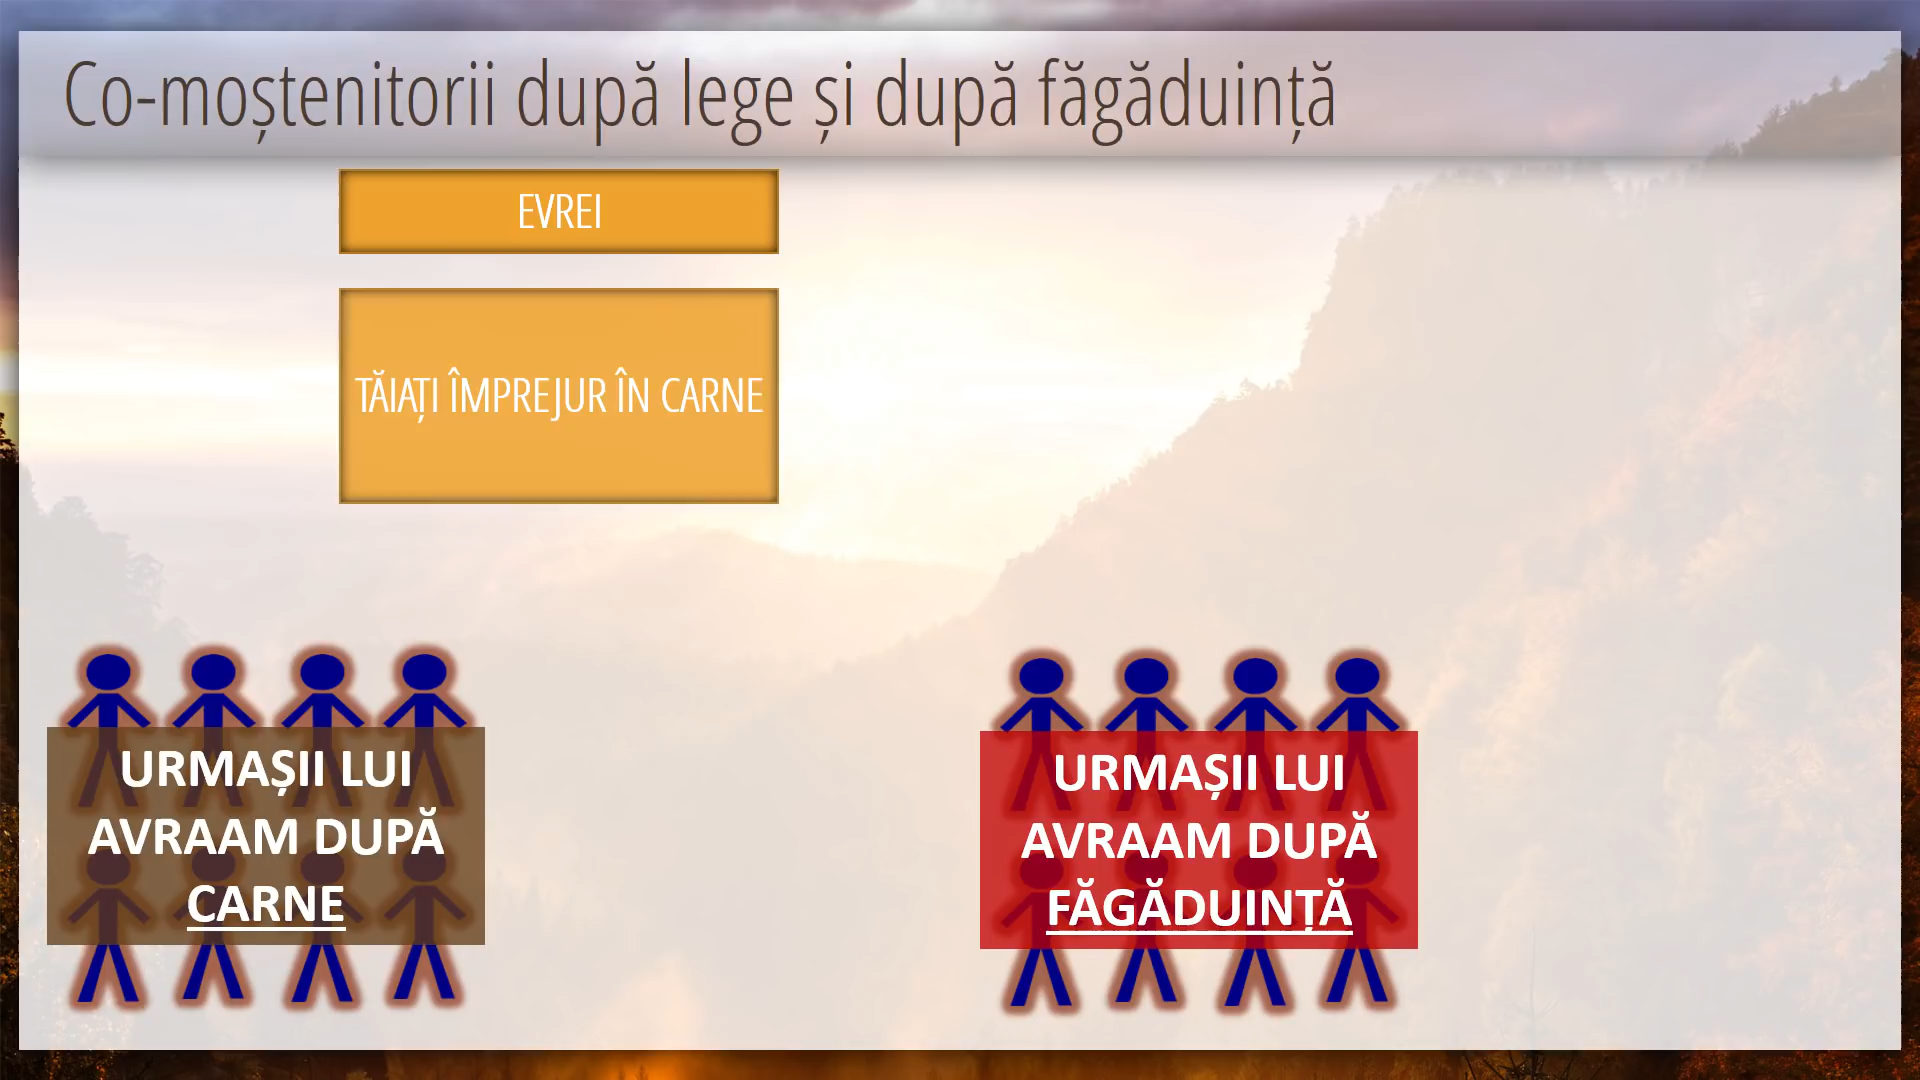 Co-moștenitorii după lege și după făgăduință
EVREI
TĂIAȚI ÎMPREJUR ÎN CARNE
URMAȘII LUI
AVRAAM DUPĂ
CARNE
URMAȘII LUI
AVRAAM DUPĂ
FĂGĂDUINȚĂ